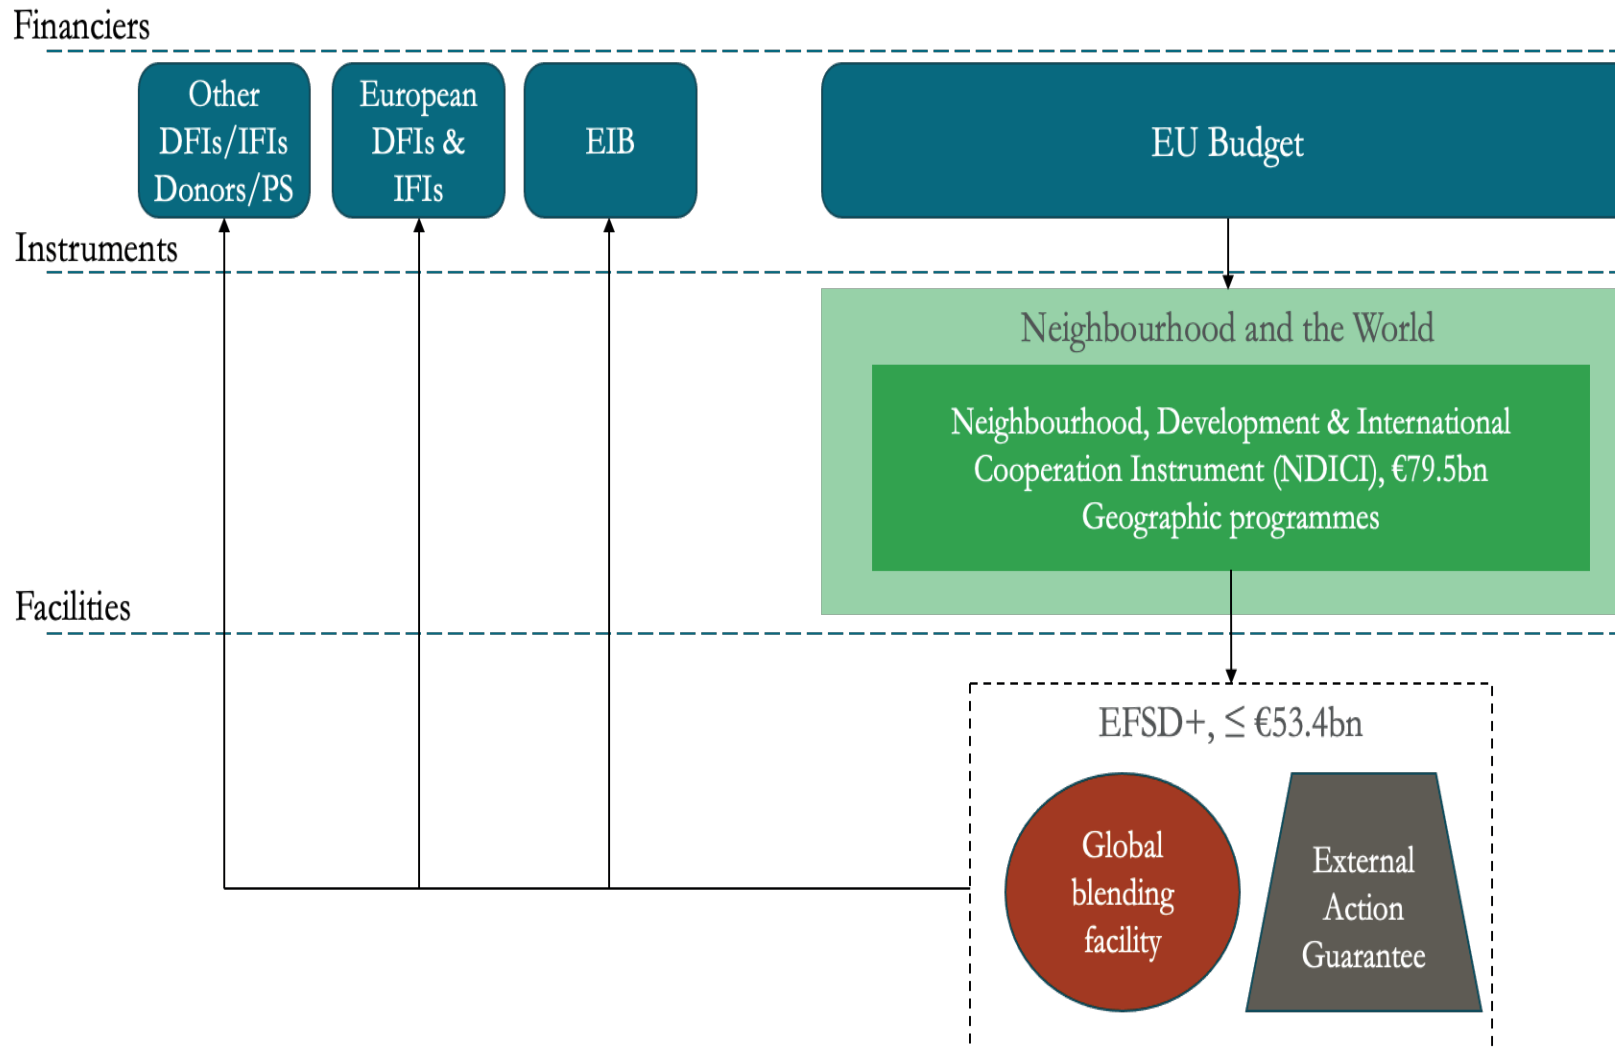 Financiers
Other
DFIs/IFIs
Donors/PS
European
DFIs &
IFIs
EIB
EU Budget
Instruments
Neighbourhood and the World
Neighbourhood, Development & International
Cooperation Instrument (NDICI), €79.5bn
Geographic programmes
Facilities
EFSD+, ≤ €53.4bn
Global
blending
facility
External
Action
Guarantee